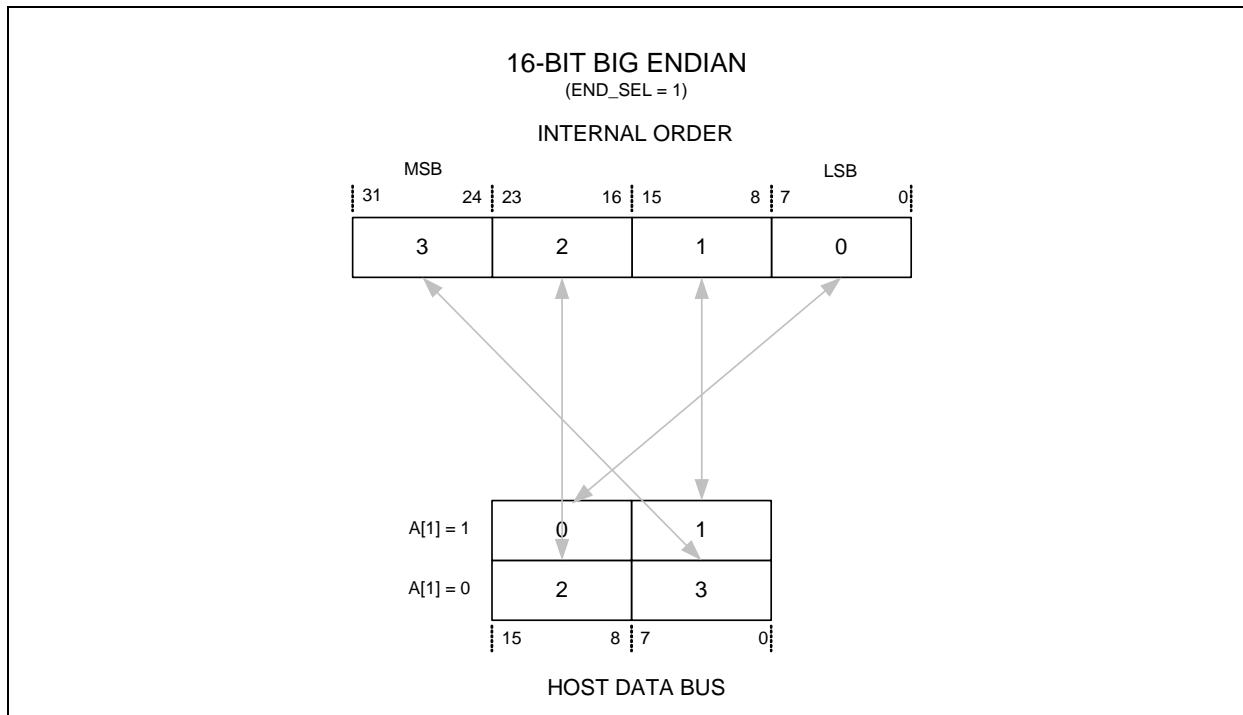 16-BIT BIG ENDIAN
(END_SEL = 1)
INTERNAL ORDER
MSB LSB
31 24 23 16 15 8 7 0
3 2 1 0
A[1] = 1 0 1
A[1] = 0 2 3
15 8 7 0
HOST DATA BUS